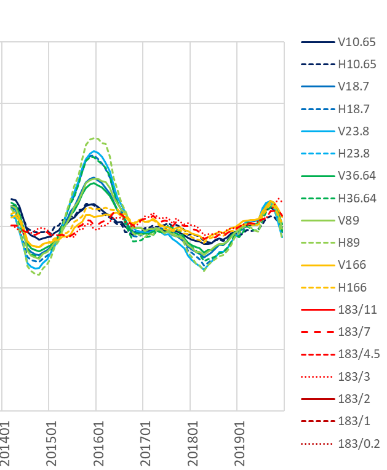 V10.65
H10.65
V18.7
H18.7
V23.8
H23.8
V36.64
H36.64
V89
H89
V166
H166
183/11
183/7
183/4.5
183/3
183/2
183/1
183/0.2
201401
201501
201601
201701
201801
201901